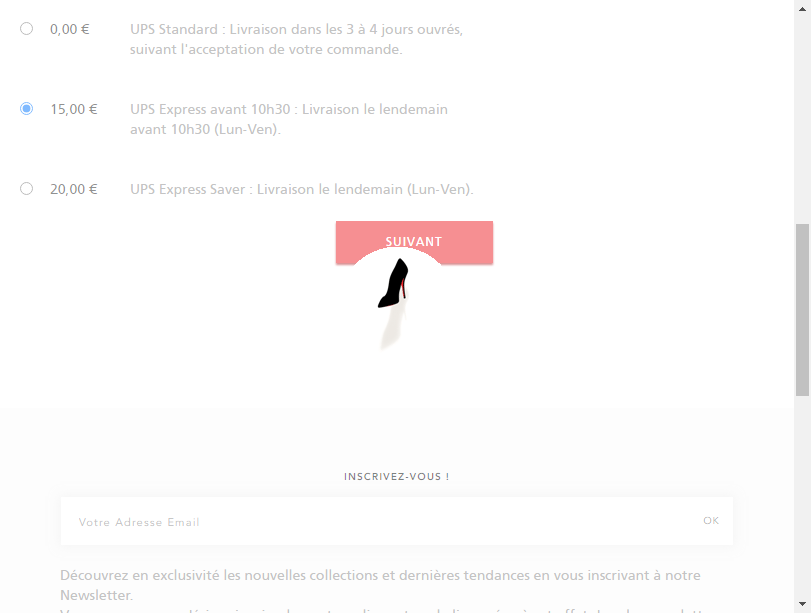 0,00 € UPS Standard : Livraison dans les 3 à 4 jours ouvrés,
suivant l'acceptation de votre commande.
15,00 € UPS Express avant 10h30 : Livraison le lendemain
avant 10h30 (Lun-Ven).
20,00 € UPS Express Saver : Livraison le lendemain (Lun-Ven).
SUIVANT
INSCRIVEZ-VOUS !
Votre Adresse Email OK
Découvrez en exclusivité les nouvelles collections et dernières tendances en vous inscrivant à notre
Newsletter.